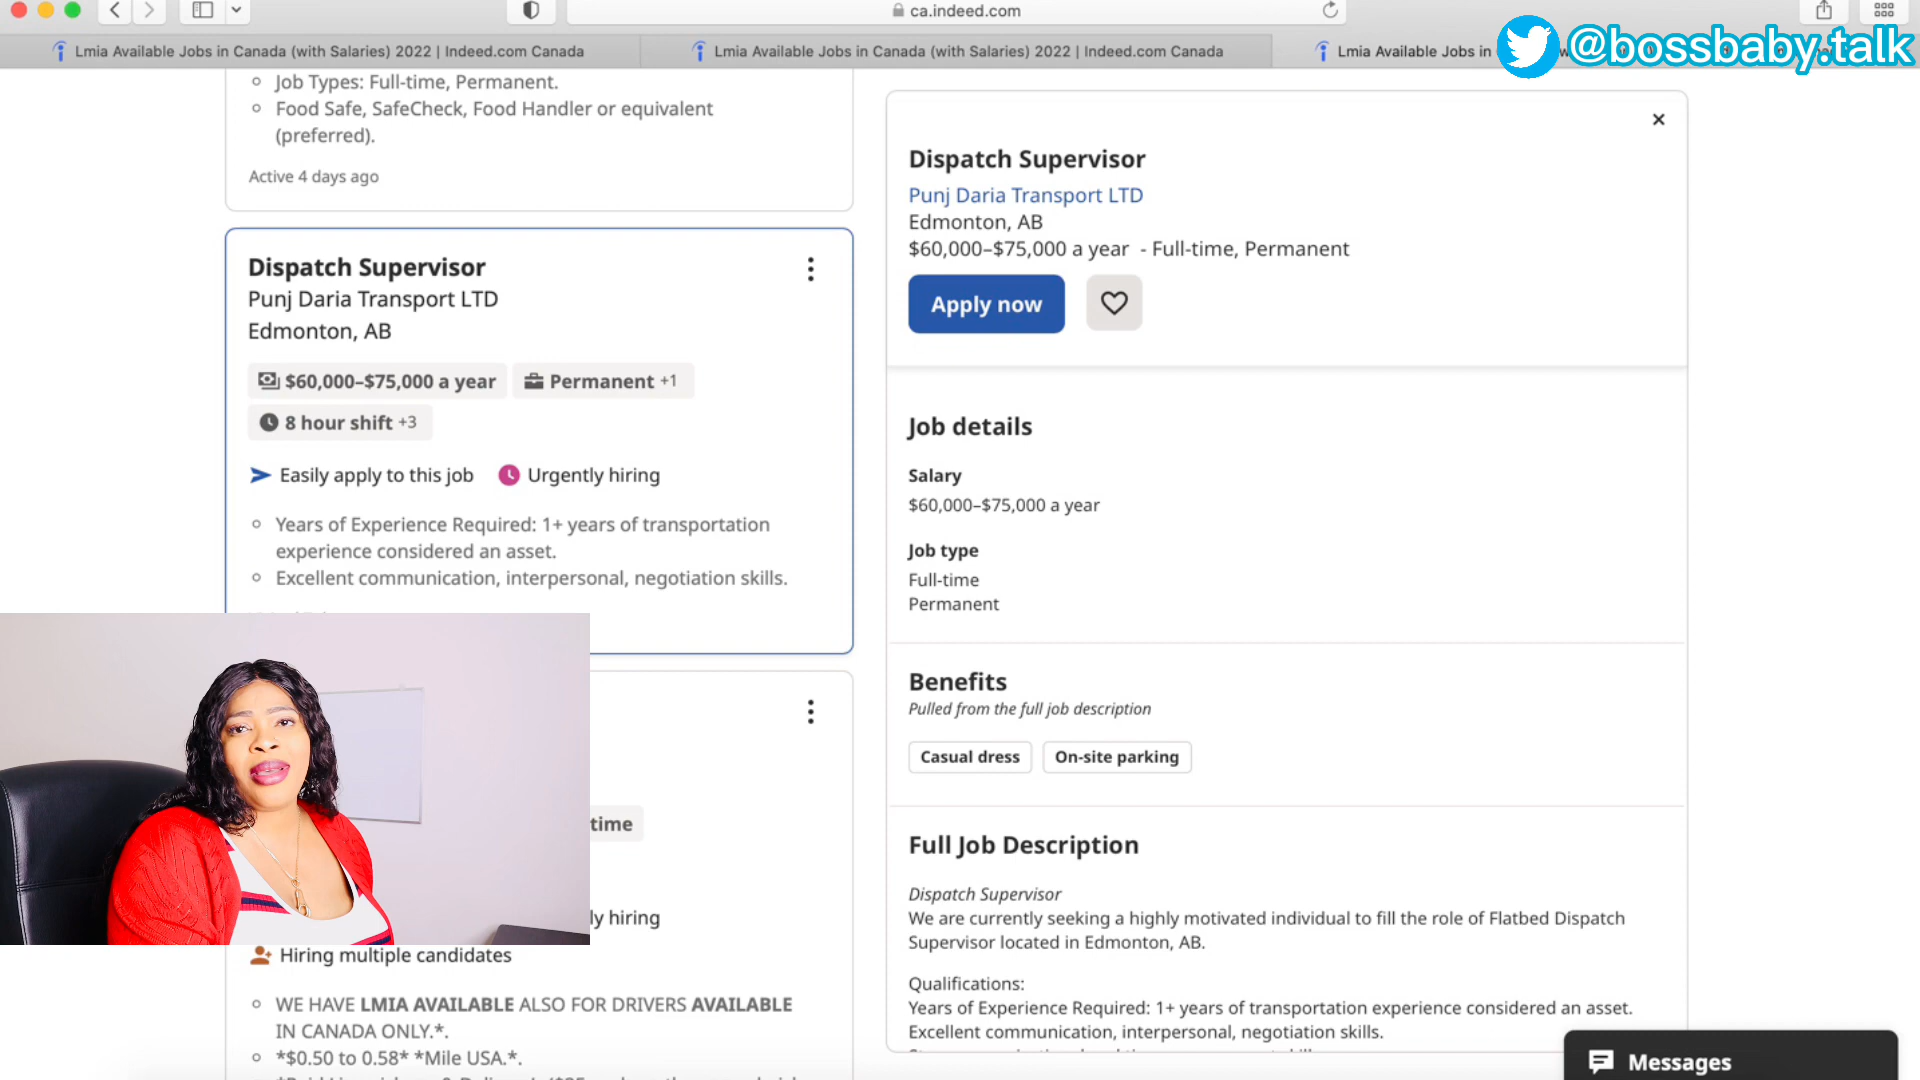 ca.indeed.com
Lmia Available Jobs in Canada (with Salaries) 2022 | Indeed.com Canada
Lmia Available Jobs in Canada (with Salaries) 2022 | Indeed.com Canada
Lmia Available Jobs in
@bossbaby.talk
Job Types: Full-time, Permanent.
Food Safe, SafeCheck, Food Handler or equivalent
(preferred).
Active 4 days ago
Dispatch Supervisor
Punj Daria Transport LTD
Edmonton, AB
$60,000–$75,000 a year
Permanent +1
8 hour shift +3
Easily apply to this job
Urgently hiring
Years of Experience Required: 1+ years of transportation
experience considered an asset.
Excellent communication, interpersonal, negotiation skills.
time
ly hiring
Hiring multiple candidates
WE HAVE LMIA AVAILABLE ALSO FOR DRIVERS AVAILABLE
IN CANADA ONLY.*.
*$0.50 to 0.58* *Mile USA.*.
Dispatch Supervisor
Punj Daria Transport LTD
Edmonton, AB
$60,000–$75,000 a year - Full-time, Permanent
Apply now
Job details
Salary
$60,000–$75,000 a year
Job type
Full-time
Permanent
Benefits
Pulled from the full job description
Casual dress
On-site parking
Full Job Description
Dispatch Supervisor
We are currently seeking a highly motivated individual to fill the role of Flatbed Dispatch
Supervisor located in Edmonton, AB.
Qualifications:
Years of Experience Required: 1+ years of transportation experience considered an asset.
Excellent communication, interpersonal, negotiation skills.
Messages